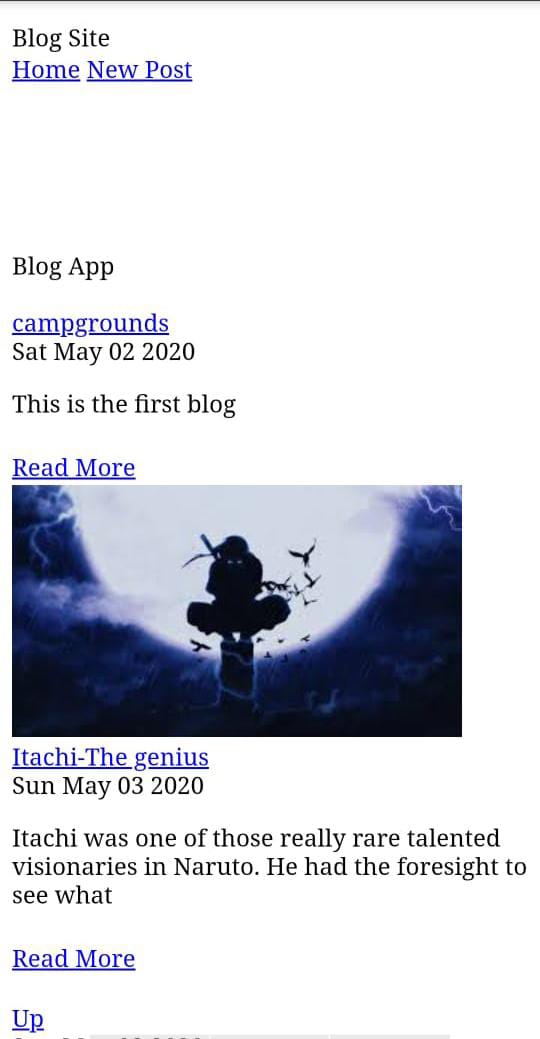 Blog Site
Home New Post
Blog App
campgrounds
Sat May 02 2020
This is the first blog
Read More
Itachi-The genius
Sun May 03 2020
Itachi was one of those really rare talented
visionaries in Naruto. He had the foresight to
see what
Read More
Up